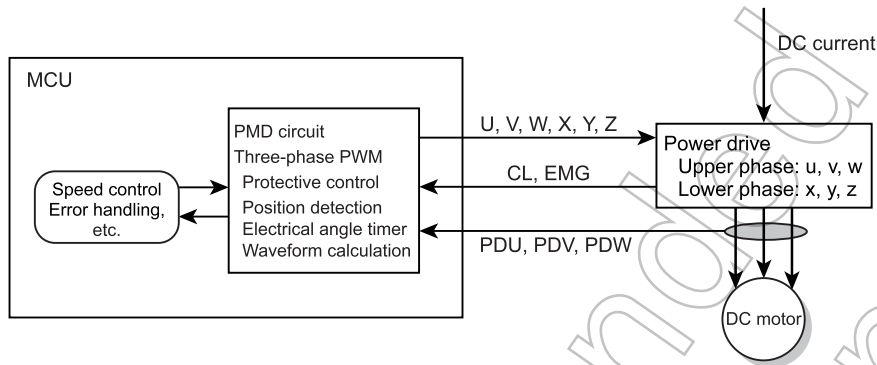 DC current
MCU
PMD circuit
Three-phase PWM
Protective control
Position detection
Electrical angle timer
Waveform calculation
Speed control
Error handling,
etc.
U, V, W, X, Y, Z
CL, EMG
PDU, PDV, PDW
Power drive
Upper phase: u, v, w
Lower phase: x, y, z
DC motor